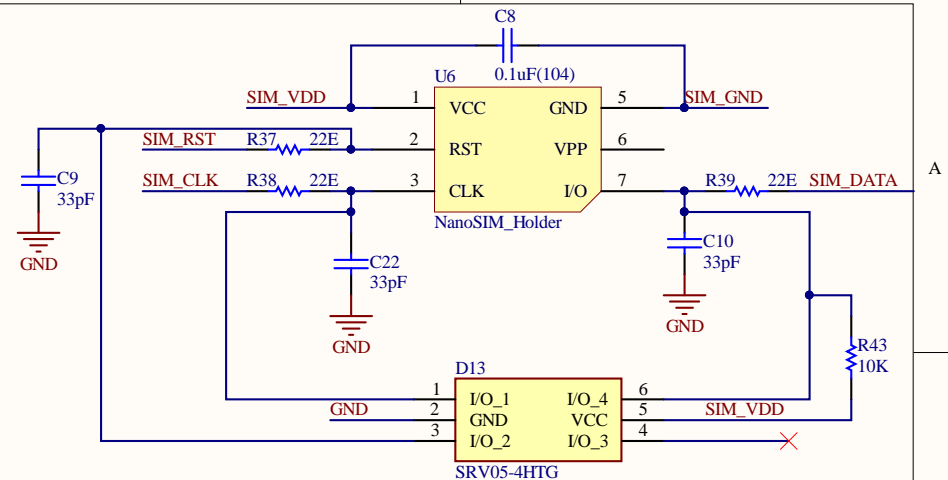 C8
0.1uF(104)
U6
SIM_VDD 1 VCC GND 5 SIM_GND
SIM_RST R37 22E 2 RST VPP 6
A
SIM_CLK R38 22E 3 CLK I/O 7 R39 22E SIM_DATA
C9
33pF
NanoSIM_Holder
GND
C22
33pF
C10
33pF
GND
GND
R43
10K
D13
1 I/O_1 I/O_4 6
GND 2 GND VCC 5 SIM_VDD
3 I/O_2 I/O_3 4
SRV05-4HTG